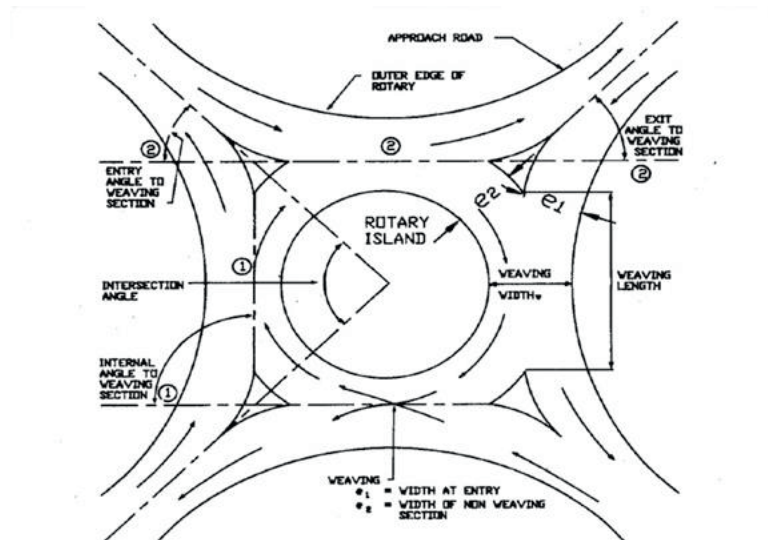 APPROACH ROAD
OUTER EDGE OF
ROTARY
②
②
EXIT
ANGLE TO
WEAVING
SECTION
②
ENTRY
ANGLE TO
WEAVING
SECTION
e2
e1
ROTARY
ISLAND
①
WEAVING
WIDTHw
WEAVING
LENGTH
INTERSECTION
ANGLE
INTERNAL
ANGLE TO
WEAVING
SECTION
①
WEAVING
e1 = WIDTH AT ENTRY
e2 = WIDTH OF NON WEAVING
SECTION